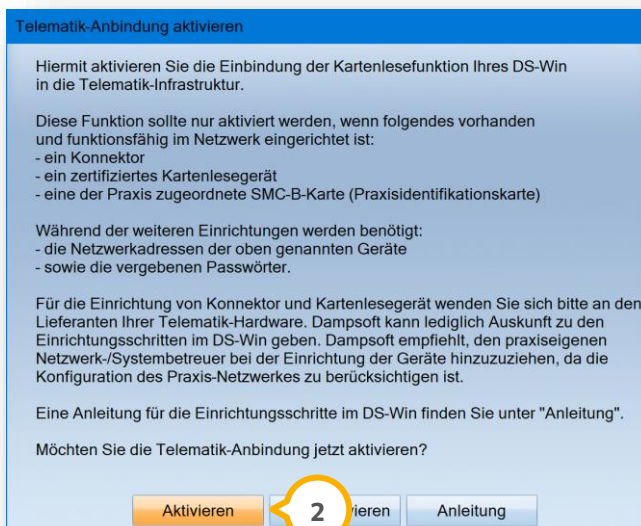 Telematik-Anbindung aktivieren
Hiermit aktivieren Sie die Einbindung der Kartenlesefunktion Ihres DS-Win
in die Telematik-Infrastruktur.
Diese Funktion sollte nur aktiviert werden, wenn folgendes vorhanden
und funktionsfähig im Netzwerk eingerichtet ist:
- ein Konnektor
- ein zertifiziertes Kartenlesegerät
- eine der Praxis zugeordnete SMC-B-Karte (Praxisidentifikationskarte)
Während der weiteren Einrichtungen werden benötigt:
- die Netzwerkadressen der oben genannten Geräte
- sowie die vergebenen Passwörter.
Für die Einrichtung von Konnektor und Kartenlesegerät wenden Sie sich bitte an den
Lieferanten Ihrer Telematik-Hardware. Dampsoft kann lediglich Auskunft zu den
Einrichtungsschritten im DS-Win geben. Dampsoft empfiehlt, den praxiseigenen
Netzwerk-/Systembetreuer bei der Einrichtung der Geräte hinzuzuziehen, da die
Konfiguration des Praxis-Netzwerkes zu berücksichtigen ist.
Eine Anleitung für die Einrichtungsschritte im DS-Win finden Sie unter "Anleitung".
Möchten Sie die Telematik-Anbindung jetzt aktivieren?
Aktivieren 2 vieren Anleitung